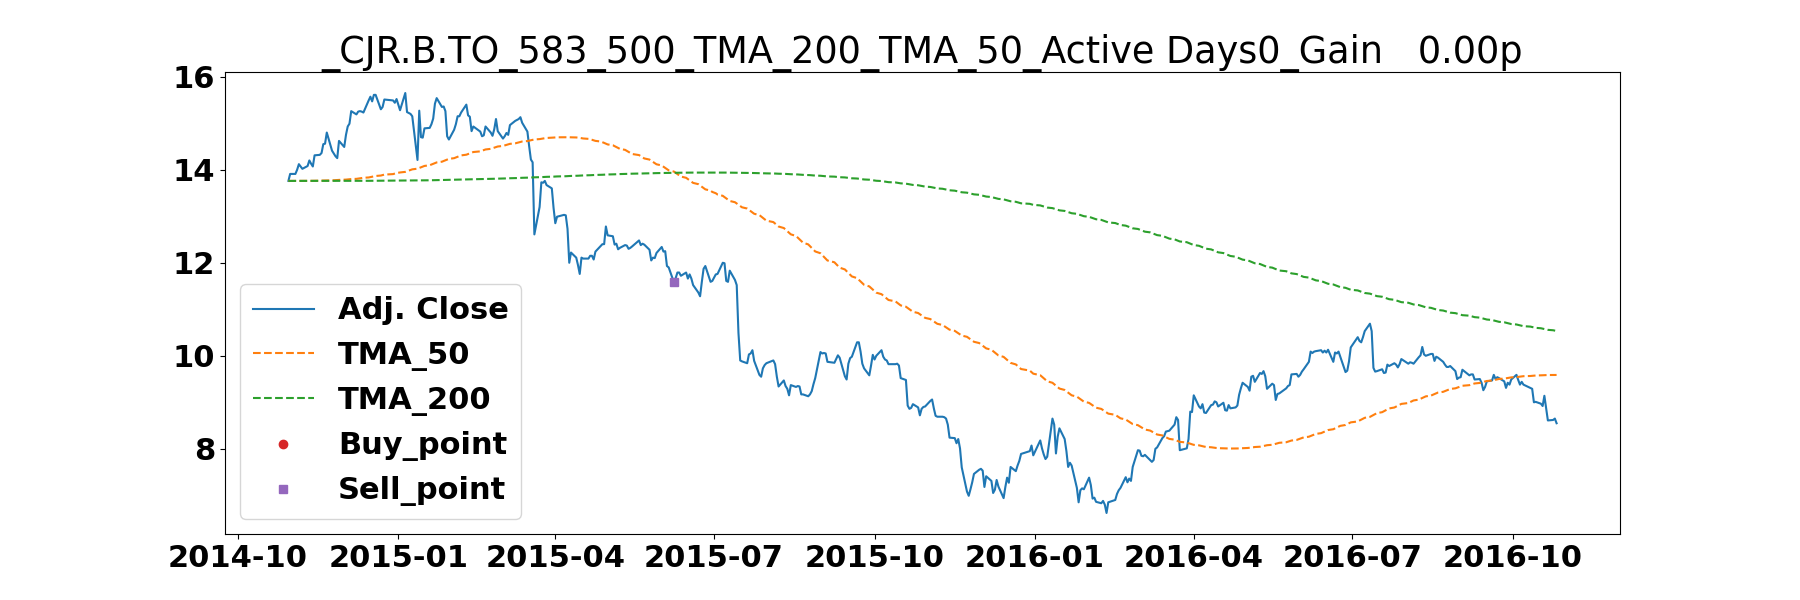 _CJR.B.TO_583_500_TMA_200_TMA_50_Active Days0_Gain   0.00p
16
14
12
10
8
Adj. Close
TMA_50
TMA_200
Buy_point
Sell_point
2014-10 2015-01 2015-04 2015-07 2015-10 2016-01 2016-04 2016-07 2016-10